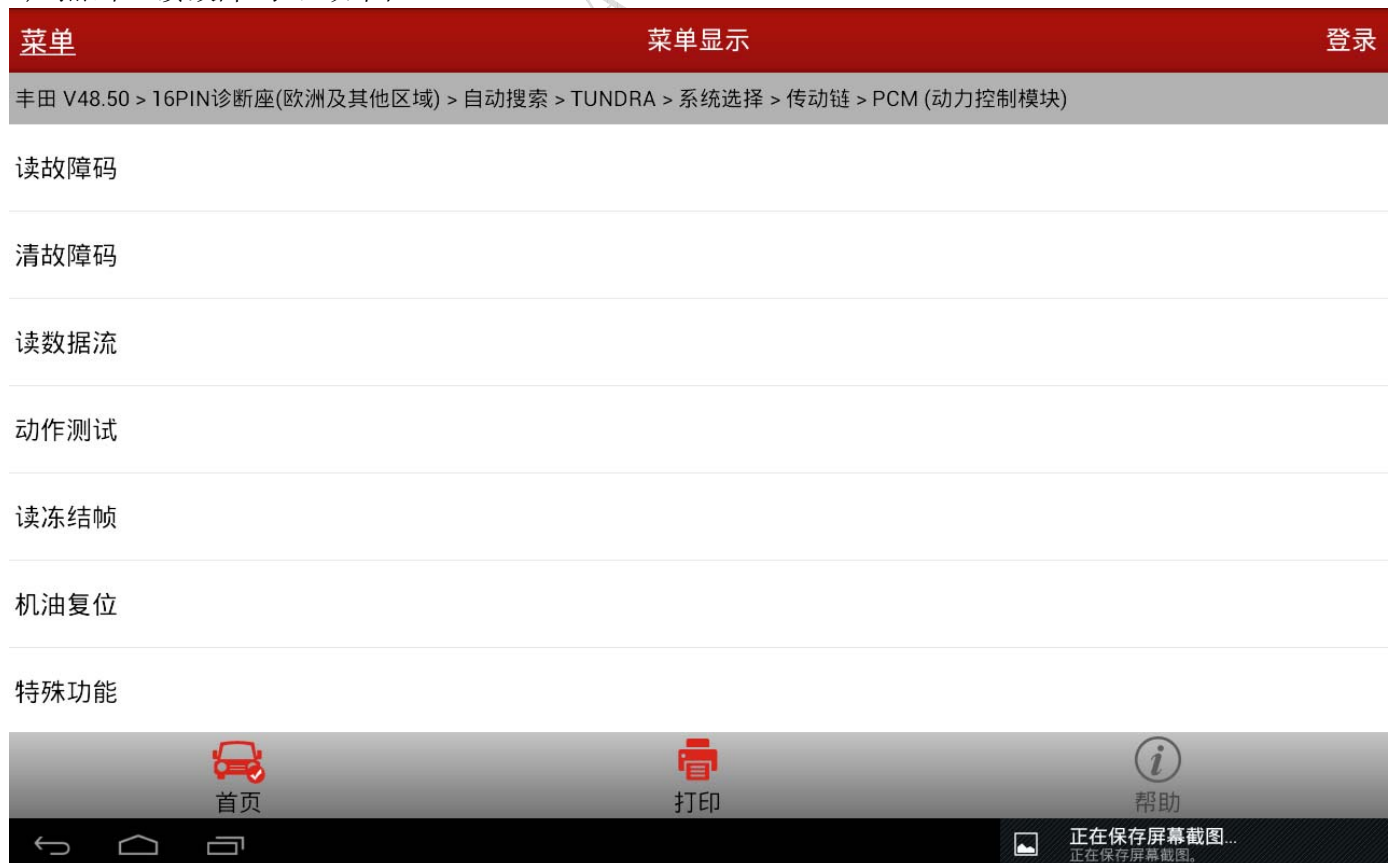 菜单 菜单显示 登录
丰田 V48.50 > 16PIN诊断座(欧洲及其他区域) > 自动搜索 > TUNDRA > 系统选择 > 传动链 > PCM (动力控制模块)
读故障码
清故障码
读数据流
动作测试
读冻结帧
机油复位
特殊功能
首页 打印 帮助
正在保存屏幕截图...
正在保存屏幕截图。